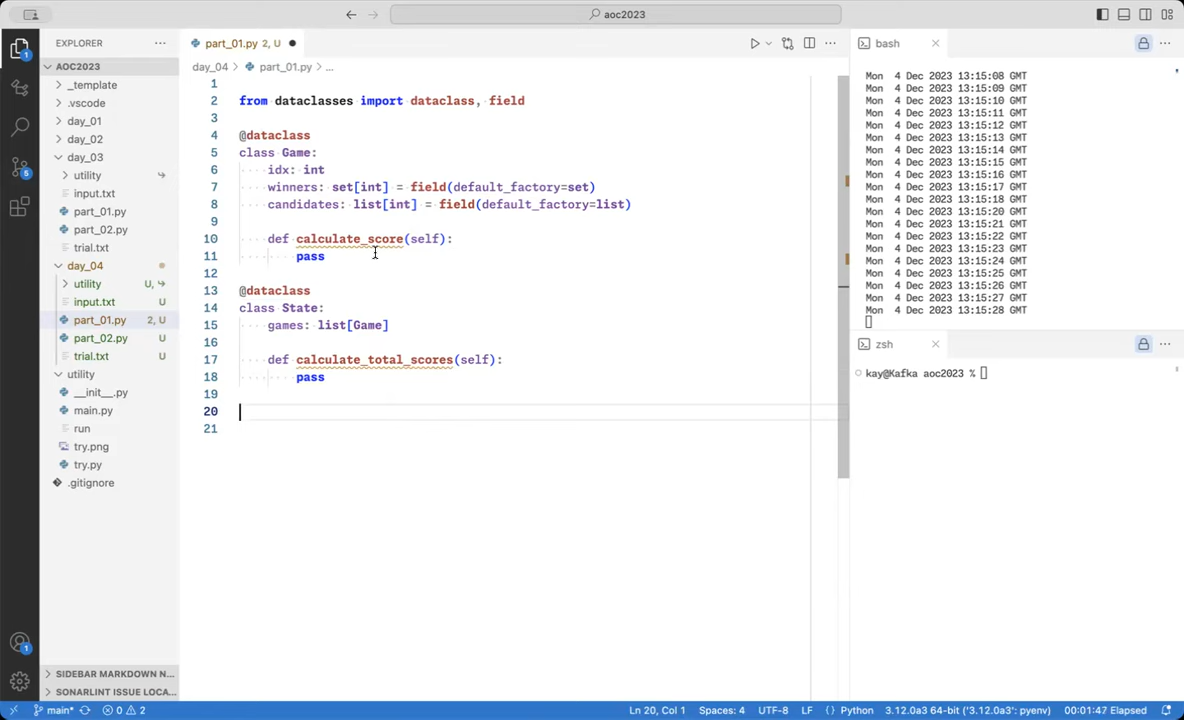 aoc2023
EXPLORER
AOC2023
_template
.vscode
day_01
day_02
day_03
utility
input.txt
part_01.py
part_02.py
trial.txt
day_04
utility U,
input.txt U
part_01.py 2, U
part_02.py U
trial.txt U
utility
__init__.py
main.py
run
try.png
try.py
.gitignore
SIDEBAR MARKDOWN N...
SONARLINT ISSUE LOCA...
1
5
1
part_01.py 2, U
day_04 > part_01.py > ...
1
2 from dataclasses import dataclass, field
3
4 @dataclass
5 class Game:
6 idx: int
7 winners: set[int] = field(default_factory=set)
8 candidates: list[int] = field(default_factory=list)
9
10 def calculate_score(self):
11 pass
12
13 @dataclass
14 class State:
15 games: list[Game]
16
17 def calculate_total_scores(self):
18 pass
19
20
21
bash
Mon 4 Dec 2023 13:15:08 GMT
Mon 4 Dec 2023 13:15:09 GMT
Mon 4 Dec 2023 13:15:10 GMT
Mon 4 Dec 2023 13:15:11 GMT
Mon 4 Dec 2023 13:15:12 GMT
Mon 4 Dec 2023 13:15:13 GMT
Mon 4 Dec 2023 13:15:14 GMT
Mon 4 Dec 2023 13:15:15 GMT
Mon 4 Dec 2023 13:15:16 GMT
Mon 4 Dec 2023 13:15:17 GMT
Mon 4 Dec 2023 13:15:18 GMT
Mon 4 Dec 2023 13:15:19 GMT
Mon 4 Dec 2023 13:15:20 GMT
Mon 4 Dec 2023 13:15:21 GMT
Mon 4 Dec 2023 13:15:22 GMT
Mon 4 Dec 2023 13:15:23 GMT
Mon 4 Dec 2023 13:15:24 GMT
Mon 4 Dec 2023 13:15:25 GMT
Mon 4 Dec 2023 13:15:26 GMT
Mon 4 Dec 2023 13:15:27 GMT
Mon 4 Dec 2023 13:15:28 GMT
zsh
kay@Kafka aoc2023 %
main* 0 2 Ln 20, Col 1 Spaces: 4 UTF-8 LF Python 3.12.0a3 64-bit ('3.12.0a3': pyenv) 00:01:47 Elapsed